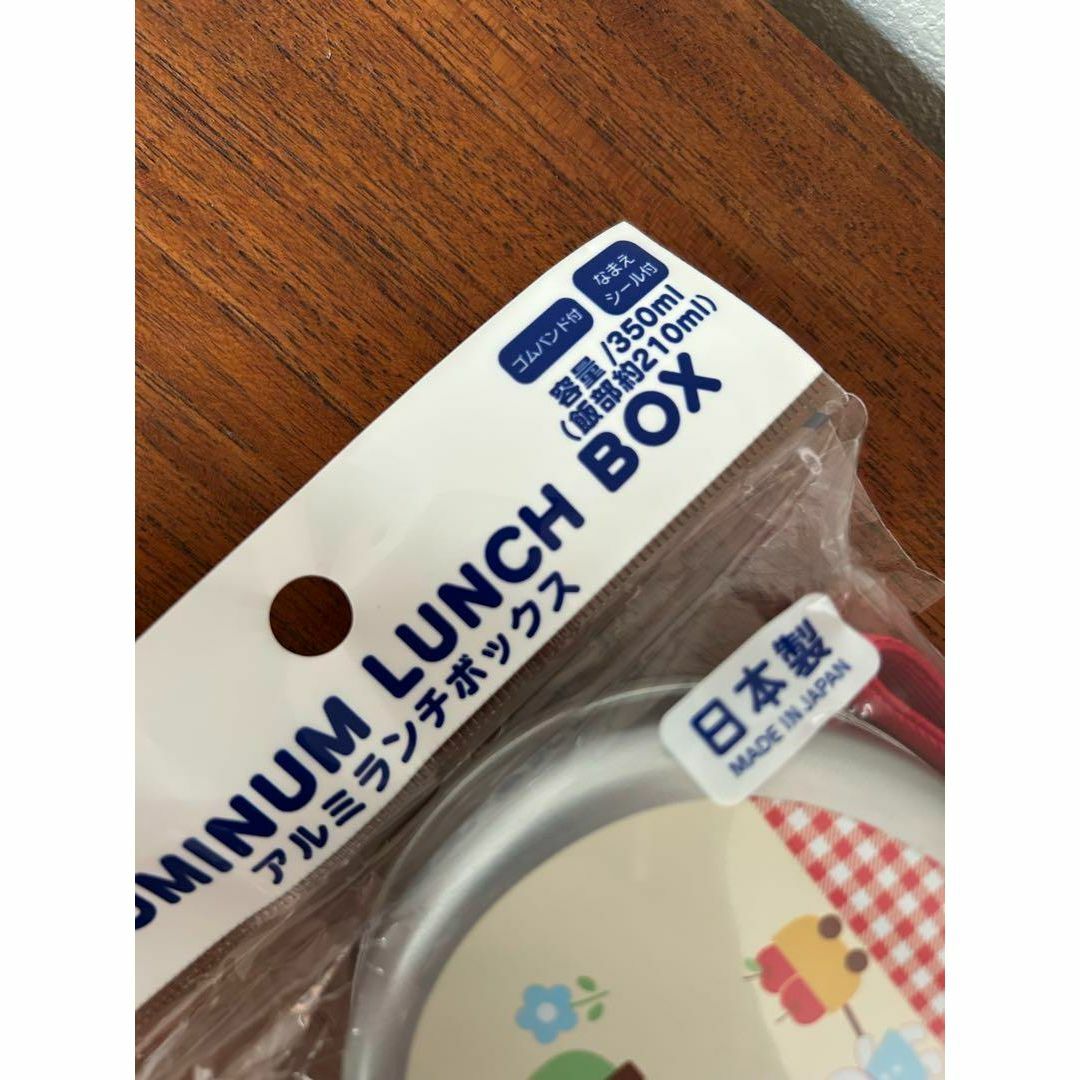 ゴムバンド付
なまえ
シール付
容量 /350ml
(飯部約210ml)
UMINUM LUNCH BOX
アルミランチボックス
日本製
MADE IN JAPAN